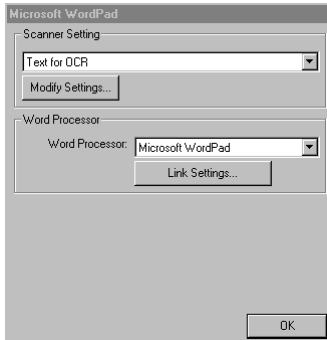 Microsoft WordPad
Scanner Setting
Text for OCR
Modify Settings...
Word Processor
Word Processor: Microsoft WordPad
Link Settings...
OK